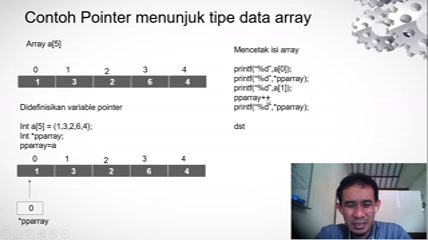 Contoh Pointer menunjuk tipe data array
Array a[5]
0 1 2 3 4
1 3 2 6 4
Didefinisikan variable pointer
Int a[5] = (1,3,2,6,4);
Int *pparray;
pparray=a
0 1 2 3 4
1 3 2 6 4
0
*pparray
Mencetak isi array
printf("%d",a[0]);
printf("%d",*pparray);
printf("%d",a[1]);
pparray++
printf("%d",*pparray);
dst